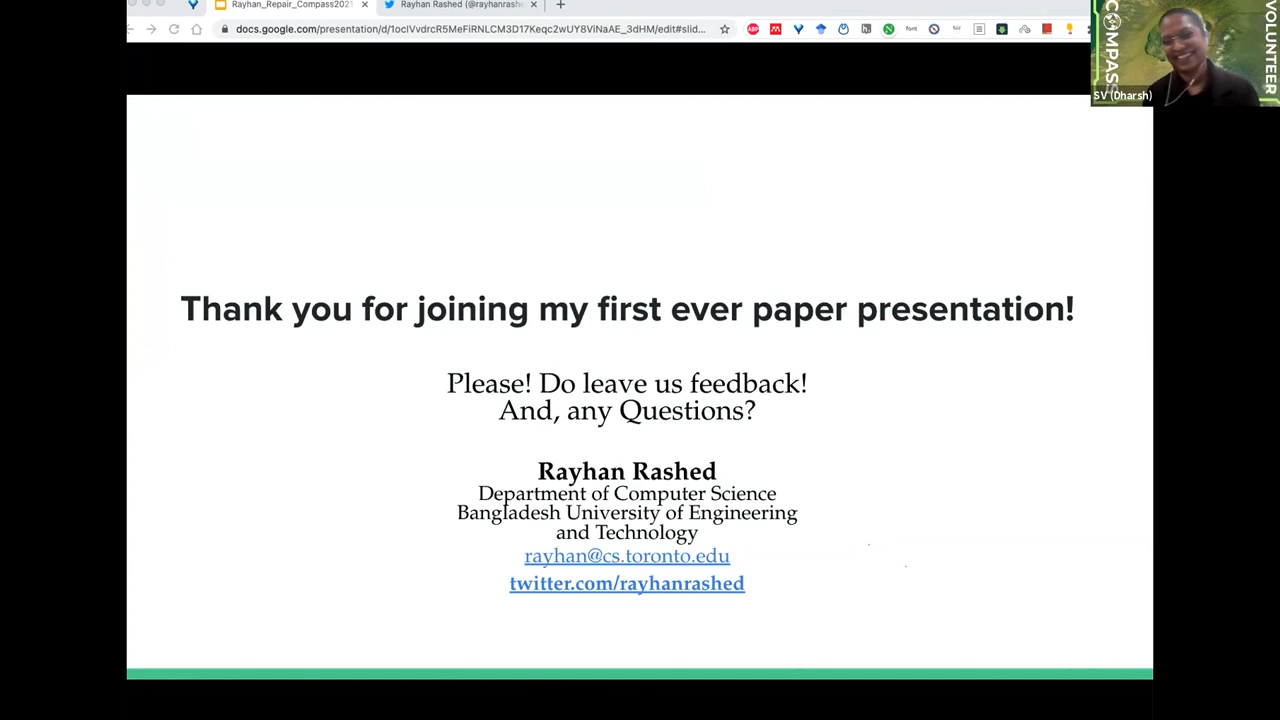 Rayhan_Repair_Compass2021
Rayhan Rashed (@rayhanrashe
docs.google.com/presentation/d/1ocIVvdrcR5MeFiRNLCM3D17Keqc2wUY8ViNaAE_3dHM/edit#slid...
COMPASS
VOLUNTEER
SV (Dharsh)
Thank you for joining my first ever paper presentation!
Please! Do leave us feedback!
And, any Questions?
Rayhan Rashed
Department of Computer Science
Bangladesh University of Engineering
and Technology
rayhan@cs.toronto.edu
twitter.com/rayhanrashed